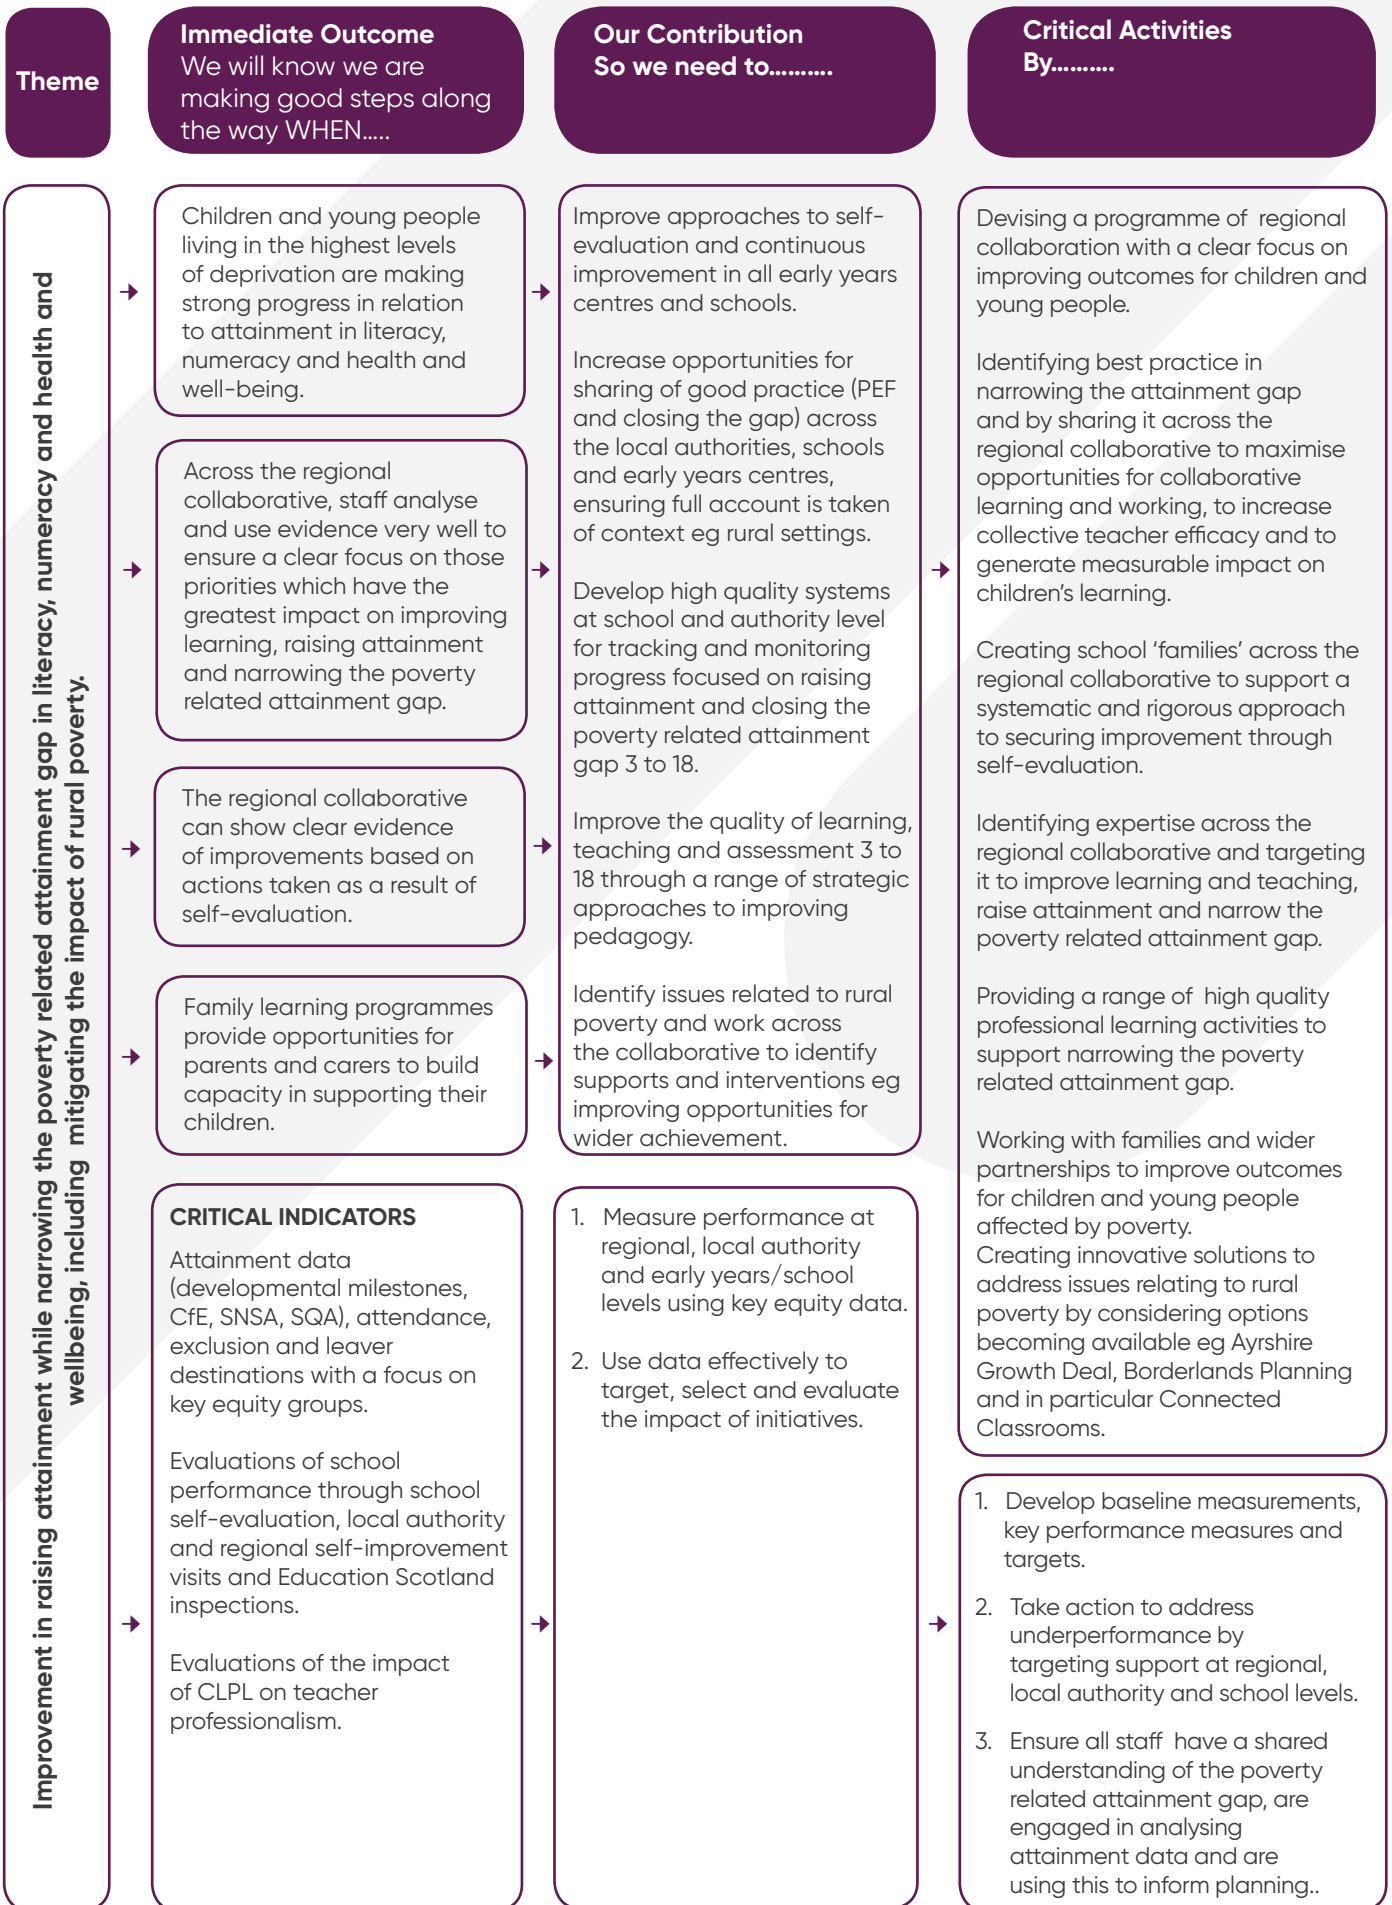 Theme
Immediate Outcome
We will know we are
making good steps along
the way WHEN…..
Our Contribution
So we need to……….
Critical Activities
By……….
Improvement in raising attainment while narrowing the poverty related attainment gap in literacy, numeracy and health and
wellbeing, including mitigating the impact of rural poverty.
Children and young people
living in the highest levels
of deprivation are making
strong progress in relation
to attainment in literacy,
numeracy and health and
well-being.
Across the regional
collaborative, staff analyse
and use evidence very well to
ensure a clear focus on those
priorities which have the
greatest impact on improving
learning, raising attainment
and narrowing the poverty
related attainment gap.
The regional collaborative
can show clear evidence
of improvements based on
actions taken as a result of
self-evaluation.
Family learning programmes
provide opportunities for
parents and carers to build
capacity in supporting their
children.
Improve approaches to self-
evaluation and continuous
improvement in all early years
centres and schools.
Increase opportunities for
sharing of good practice (PEF
and closing the gap) across
the local authorities, schools
and early years centres,
ensuring full account is taken
of context eg rural settings.
Develop high quality systems
at school and authority level
for tracking and monitoring
progress focused on raising
attainment and closing the
poverty related attainment
gap 3 to 18.
Improve the quality of learning,
teaching and assessment 3 to
18 through a range of strategic
approaches to improving
pedagogy.
Identify issues related to rural
poverty and work across
the collaborative to identify
supports and interventions eg
improving opportunities for
wider achievement.
Devising a programme of regional
collaboration with a clear focus on
improving outcomes for children and
young people.
Identifying best practice in
narrowing the attainment gap
and by sharing it across the
regional collaborative to maximise
opportunities for collaborative
learning and working, to increase
collective teacher efficacy and to
generate measurable impact on
children's learning.
Creating school 'families' across the
regional collaborative to support a
systematic and rigorous approach
to securing improvement through
self-evaluation.
Identifying expertise across the
regional collaborative and targeting
it to improve learning and teaching,
raise attainment and narrow the
poverty related attainment gap.
Providing a range of high quality
professional learning activities to
support narrowing the poverty
related attainment gap.
Working with families and wider
partnerships to improve outcomes
for children and young people
affected by poverty.
Creating innovative solutions to
address issues relating to rural
poverty by considering options
becoming available eg Ayrshire
Growth Deal, Borderlands Planning
and in particular Connected
Classrooms.
CRITICAL INDICATORS
Attainment data
(developmental milestones,
CfE, SNSA, SQA), attendance,
exclusion and leaver
destinations with a focus on
key equity groups.
Evaluations of school
performance through school
self-evaluation, local authority
and regional self-improvement
visits and Education Scotland
inspections.
Evaluations of the impact
of CLPL on teacher
professionalism.
1. Measure performance at
regional, local authority
and early years/school
levels using key equity data.
2. Use data effectively to
target, select and evaluate
the impact of initiatives.
1. Develop baseline measurements,
key performance measures and
targets.
2. Take action to address
underperformance by
targeting support at regional,
local authority and school levels.
3. Ensure all staff have a shared
understanding of the poverty
related attainment gap, are
engaged in analysing
attainment data and are
using this to inform planning..